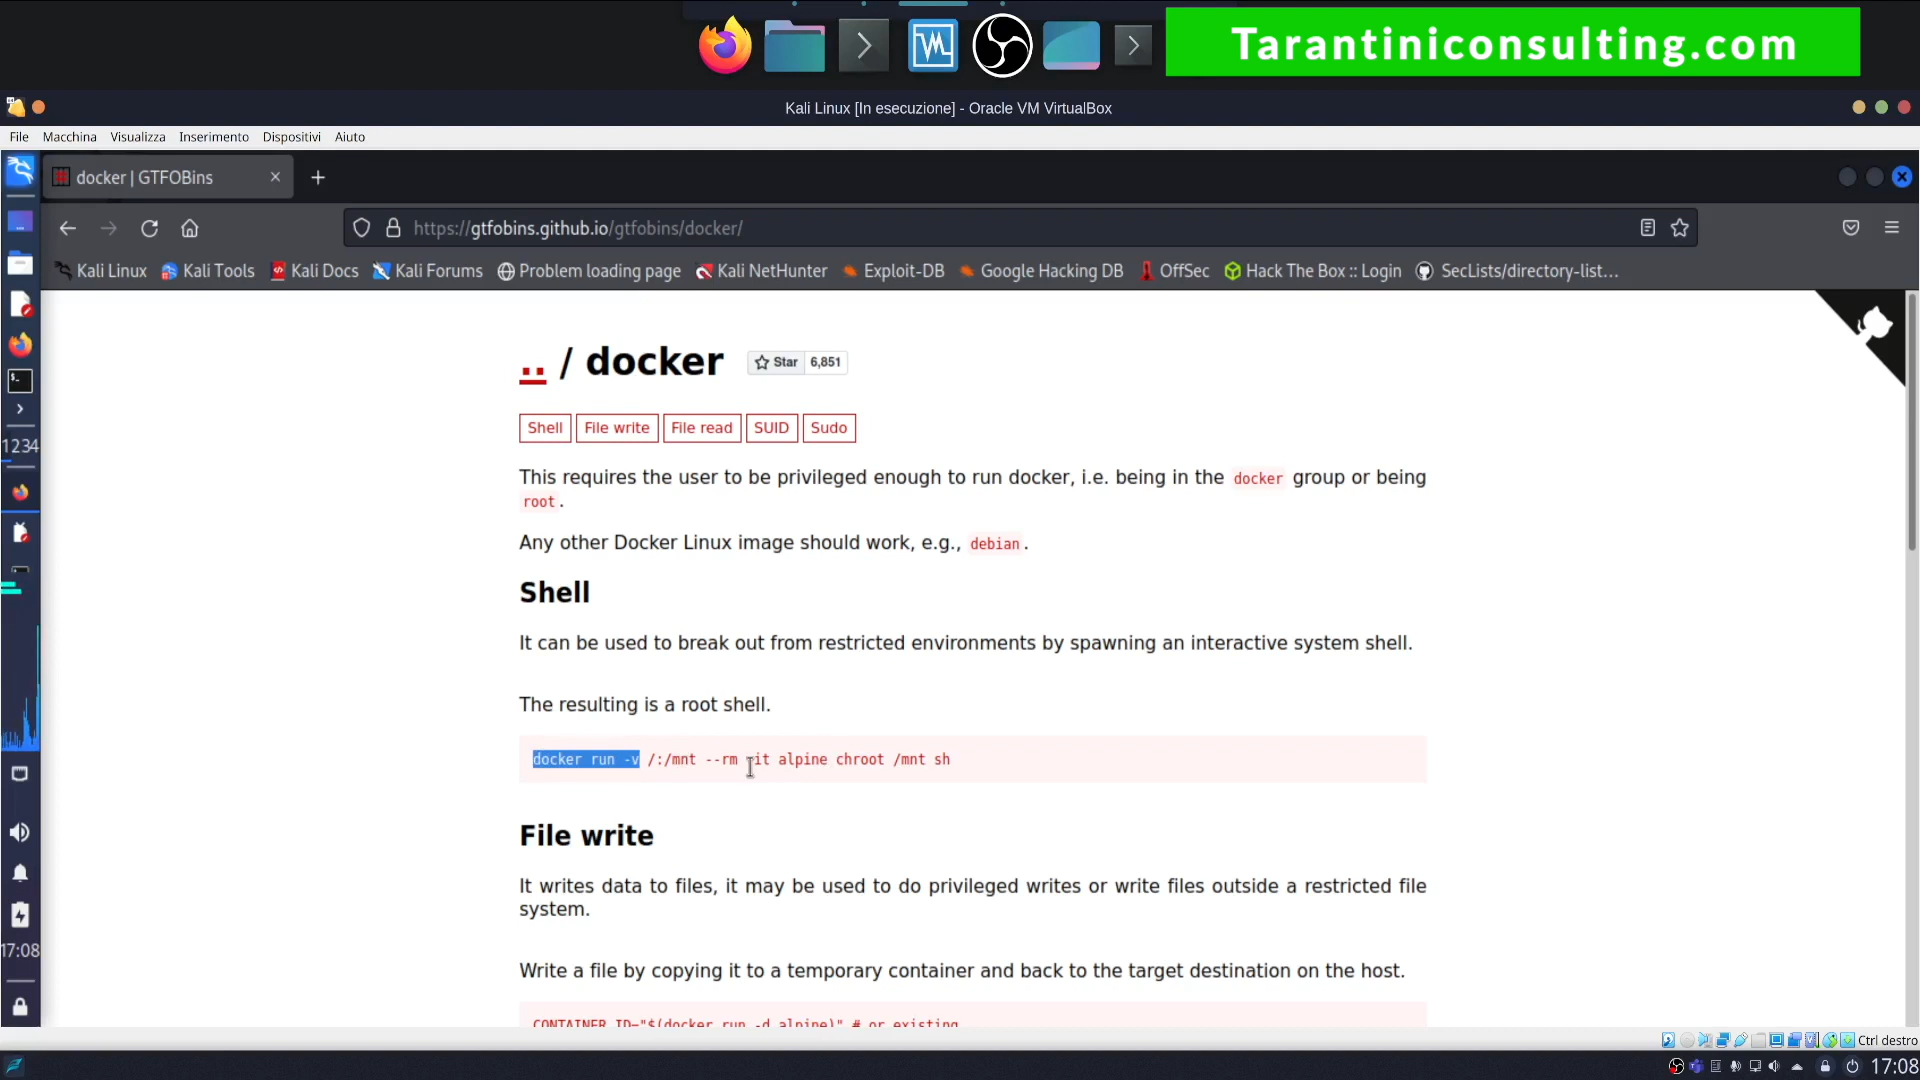 Tarantiniconsulting.com
Kali Linux [In esecuzione] - Oracle VM VirtualBox
File Macchina Visualizza Inserimento Dispositivi Aiuto
docker | GTFOBins
https://gtfobins.github.io/gtfobins/docker/
Kali Linux Kali Tools Kali Docs Kali Forums Problem loading page Kali NetHunter Exploit-DB Google Hacking DB OffSec Hack The Box :: Login SecLists/directory-list...
.. / docker Star 6,851
Shell File write File read SUID Sudo
This requires the user to be privileged enough to run docker, i.e. being in the docker group or being
root.
Any other Docker Linux image should work, e.g., debian.
Shell
It can be used to break out from restricted environments by spawning an interactive system shell.
The resulting is a root shell.
docker run -v /:/mnt --rm -it alpine chroot /mnt sh
File write
It writes data to files, it may be used to do privileged writes or write files outside a restricted file
system.
Write a file by copying it to a temporary container and back to the target destination on the host.
CONTAINER_ID="$(docker run -d alpine)" # or existing
1234
17:08
Ctrl destro
17:08